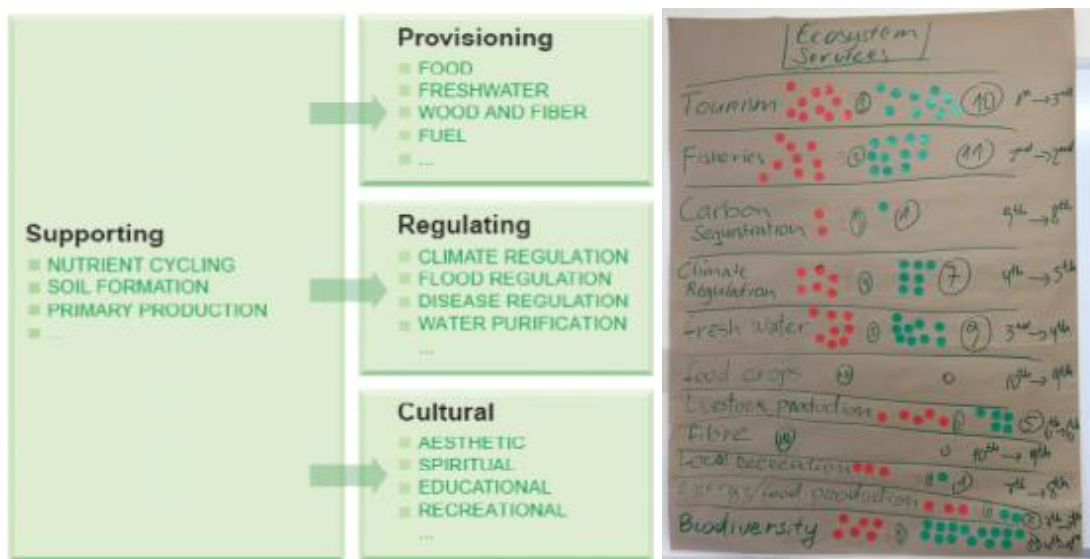 Supporting
NUTRIENT CYCLING
SOIL FORMATION
PRIMARY PRODUCTION
...
Provisioning
FOOD
FRESHWATER
WOOD AND FIBER
FUEL
...
Regulating
CLIMATE REGULATION
FLOOD REGULATION
DISEASE REGULATION
WATER PURIFICATION
...
Cultural
AESTHETIC
SPIRITUAL
EDUCATIONAL
RECREATIONAL
...
Ecosystem
Services
Tourism 10 1st → 3rd
Fisheries 11 → 2nd
Carbon
1 9th → 8th
Climate
Regulation 7 4th → 5th
Fresh water 9 3rd → 4th
food crops 10th → 9th
Livestock production 5
Fibre 10th → 9th
Local recreation 1 7th → 8th
Energy/food production
Biodiversity